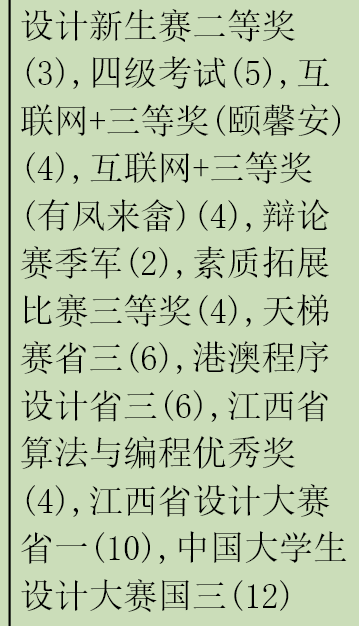 设计新生赛二等奖
(3),四级考试(5),互
联网+三等奖(颐馨安)
(4),互联网+三等奖
(有凤来畲)(4),辩论
赛季军(2),素质拓展
比赛三等奖(4),天梯
赛省三(6),港澳程序
设计省三(6),江西省
算法与编程优秀奖
(4),江西省设计大赛
省一(10),中国大学生
设计大赛国三(12)